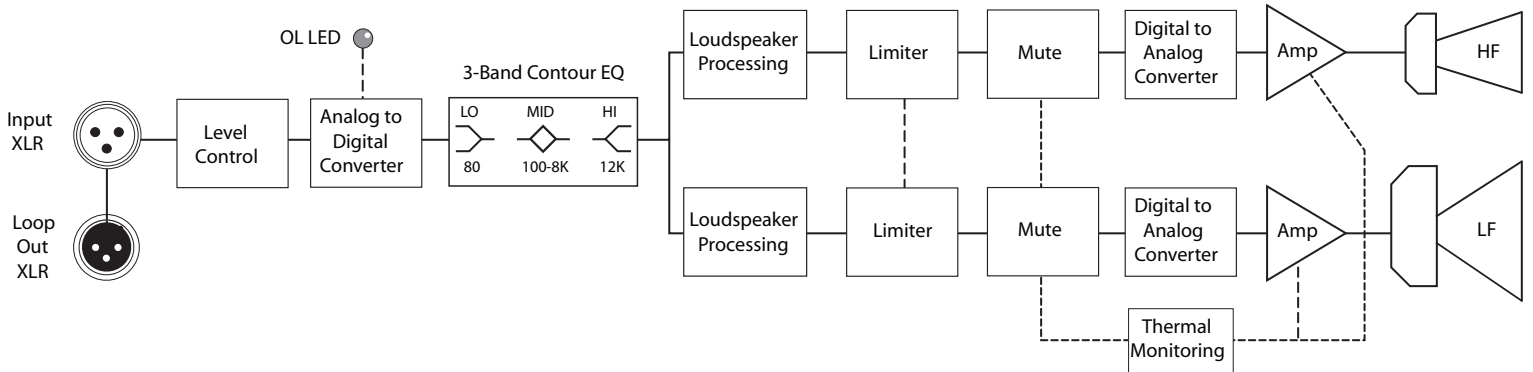 OL LED
Input
XLR
Loop
Out
XLR
Level
Control
Analog to
Digital
Converter
3-Band Contour EQ
LO MID HI
80 100-8K 12K
Loudspeaker
Processing
Limiter
Mute
Digital to
Analog
Converter
Amp
HF
Loudspeaker
Processing
Limiter
Mute
Digital to
Analog
Converter
Amp
LF
Thermal
Monitoring